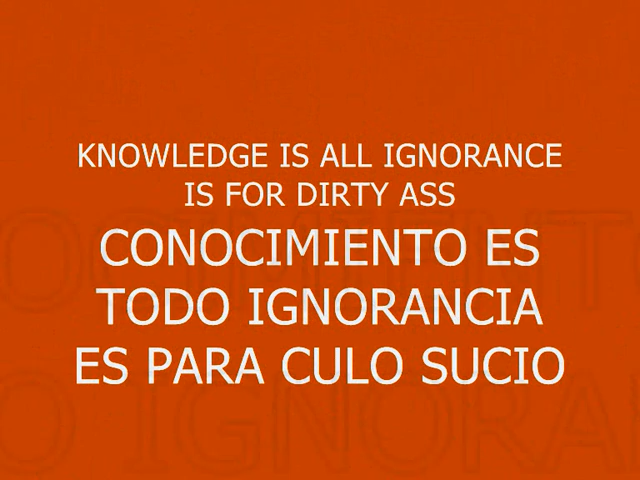 KNOWLEDGE IS ALL IGNORANCE
IS FOR DIRTY ASS
CONOCIMIENTO ES
TODO IGNORANCIA
ES PARA CULO SUCIO